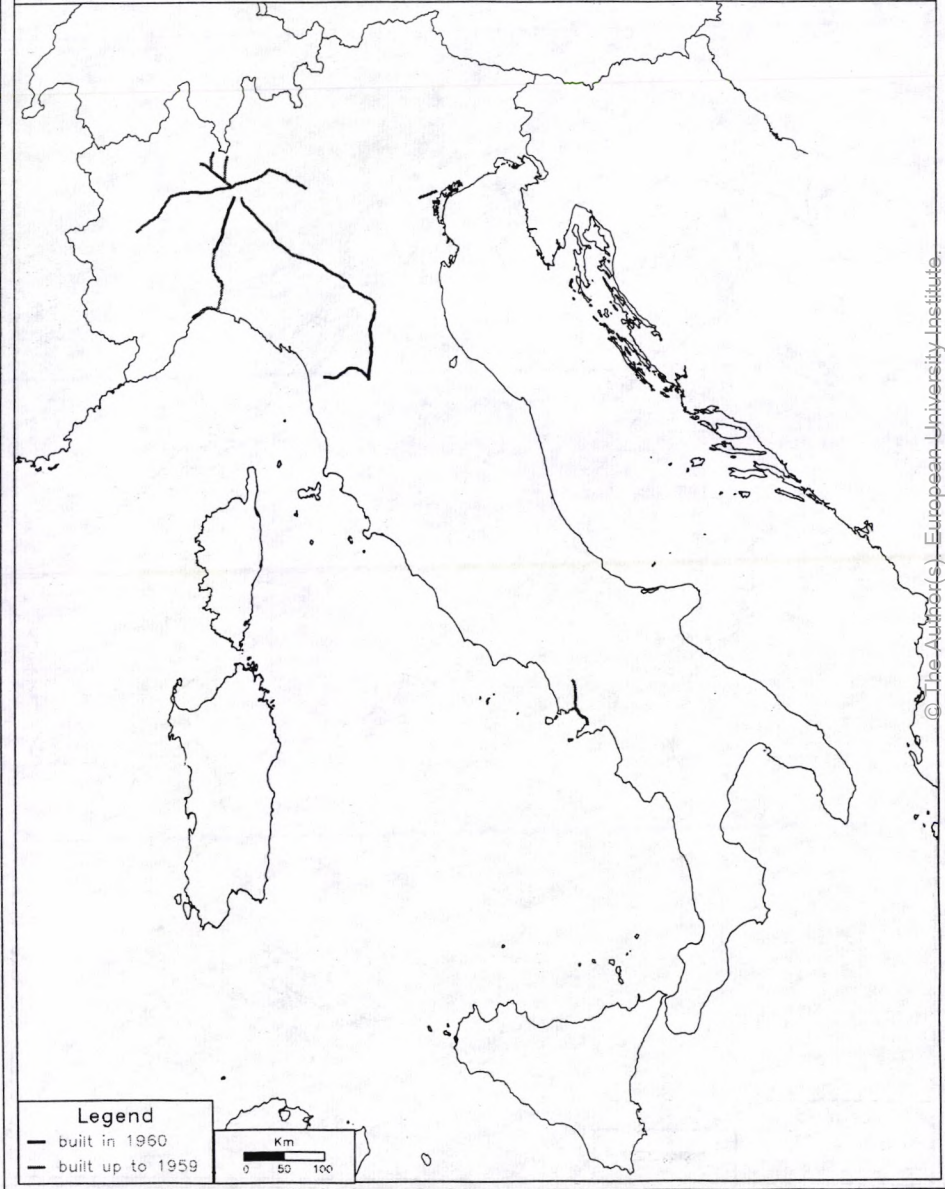 Legend
built in 1960
built up to 1959
Km
0 50 100
© The Author(s). European University Institute.